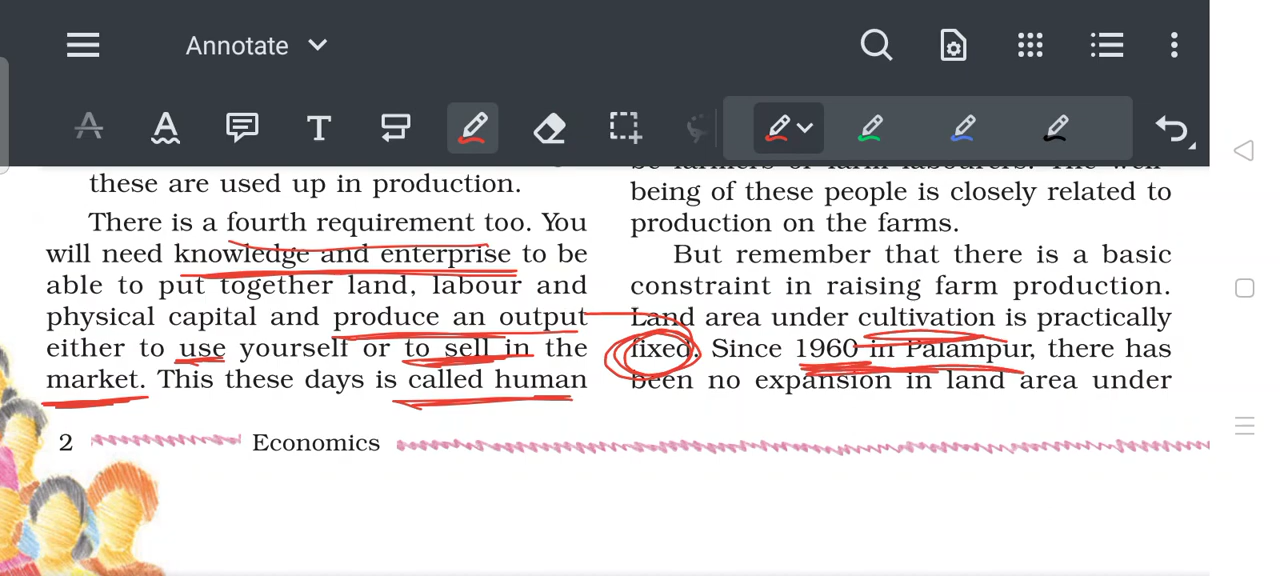 Annotate
these are used up in production.
There is a fourth requirement too. You
will need knowledge and enterprise to be
able to put together land, labour and
physical capital and produce an output
either to use yourself or to sell in the
market. This these days is called human
being of these people is closely related to
production on the farms.
But remember that there is a basic
constraint in raising farm production.
Land area under cultivation is practically
fixed. Since 1960 in Palampur, there has
been no expansion in land area under
2 Economics